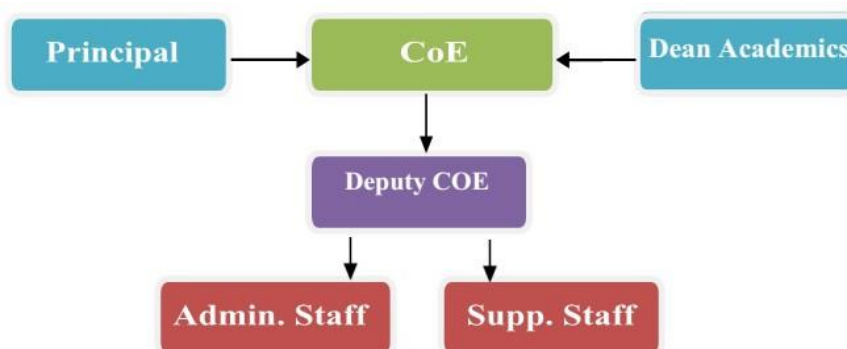 Principal
CoE
Dean Academics
Deputy COE
Admin. Staff
Supp. Staff